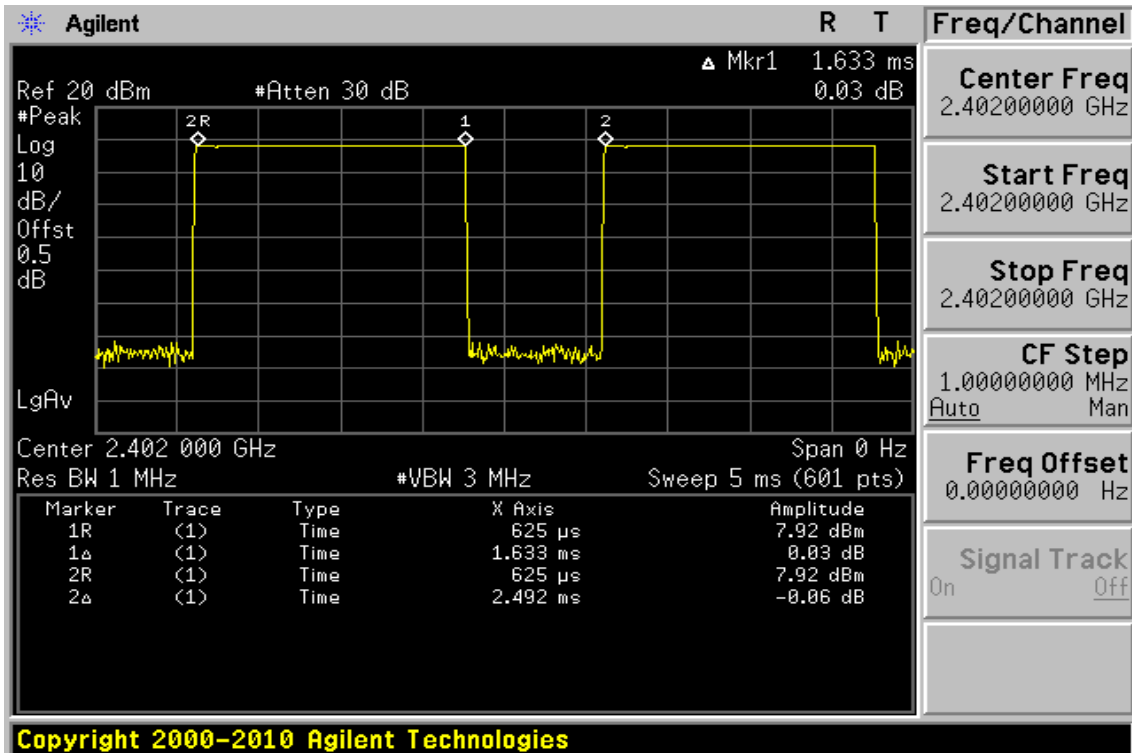 Agilent R T
Δ Mkr1 1.633 ms
Ref 20 dBm #Atten 30 dB 0.03 dB
#Peak
Log
10
dB/
Offst
0.5
dB
LgAv
2R 1 2
Center 2.402 000 GHz Span 0 Hz
Res BW 1 MHz #VBW 3 MHz Sweep 5 ms (601 pts)
Marker Trace Type X Axis Amplitude
1R (1) Time 625 µs 7.92 dBm
1Δ (1) Time 1.633 ms 0.03 dB
2R (1) Time 625 µs 7.92 dBm
2Δ (1) Time 2.492 ms -0.06 dB
Freq/Channel
Center Freq
2.40200000 GHz
Start Freq
2.40200000 GHz
Stop Freq
2.40200000 GHz
CF Step
1.00000000 MHz
Auto Man
Freq Offset
0.00000000 Hz
Signal Track
On Off
Copyright 2000-2010 Agilent Technologies